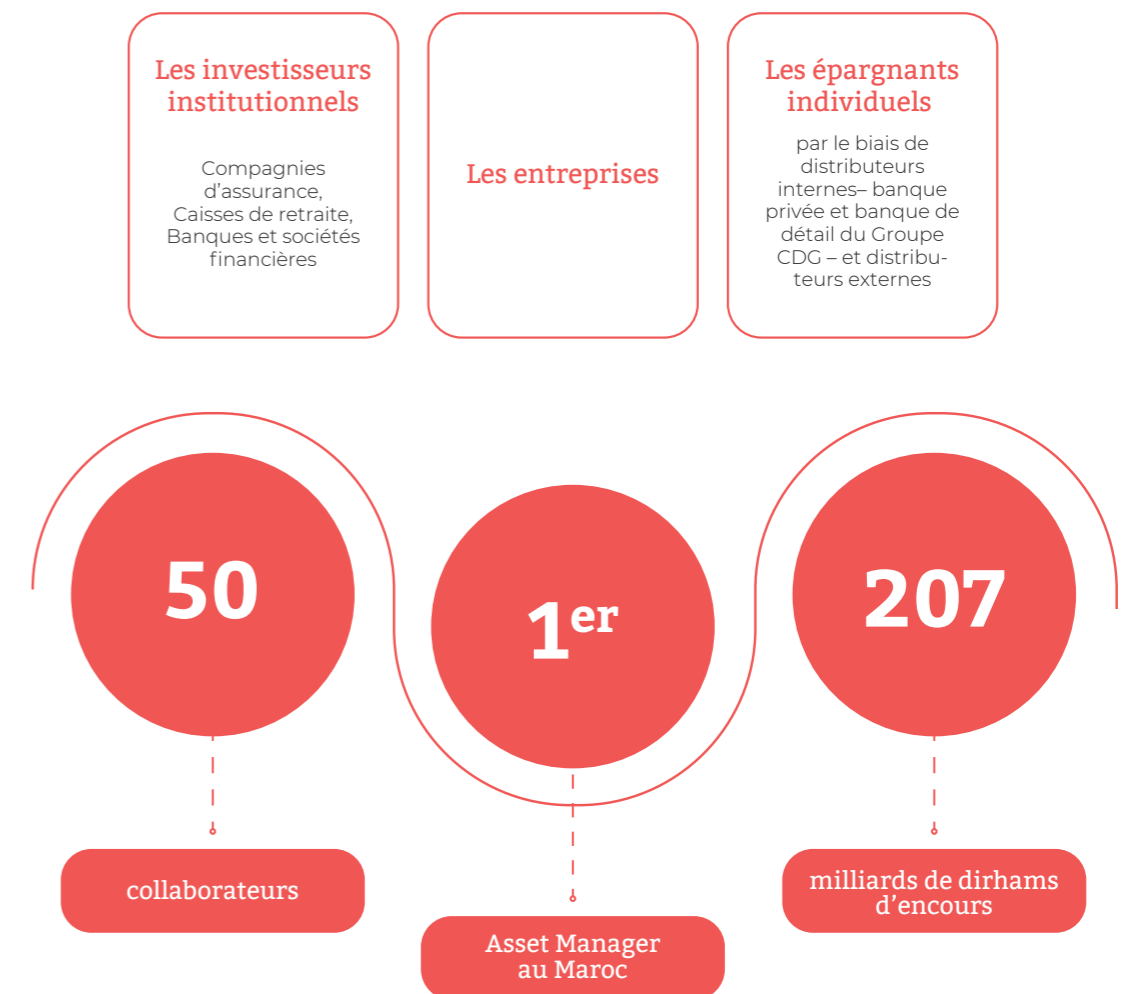 Les investisseurs
institutionnels
Compagnies
d’assurance,
Caisses de retraite,
Banques et sociétés
financières
Les entreprises
Les épargnants
individuels
par le biais de
distributeurs
internes– banque
privée et banque de
détail du Groupe
CDG – et distribu-
teurs externes
50
collaborateurs
1er
Asset Manager
au Maroc
207
milliards de dirhams
d’encours